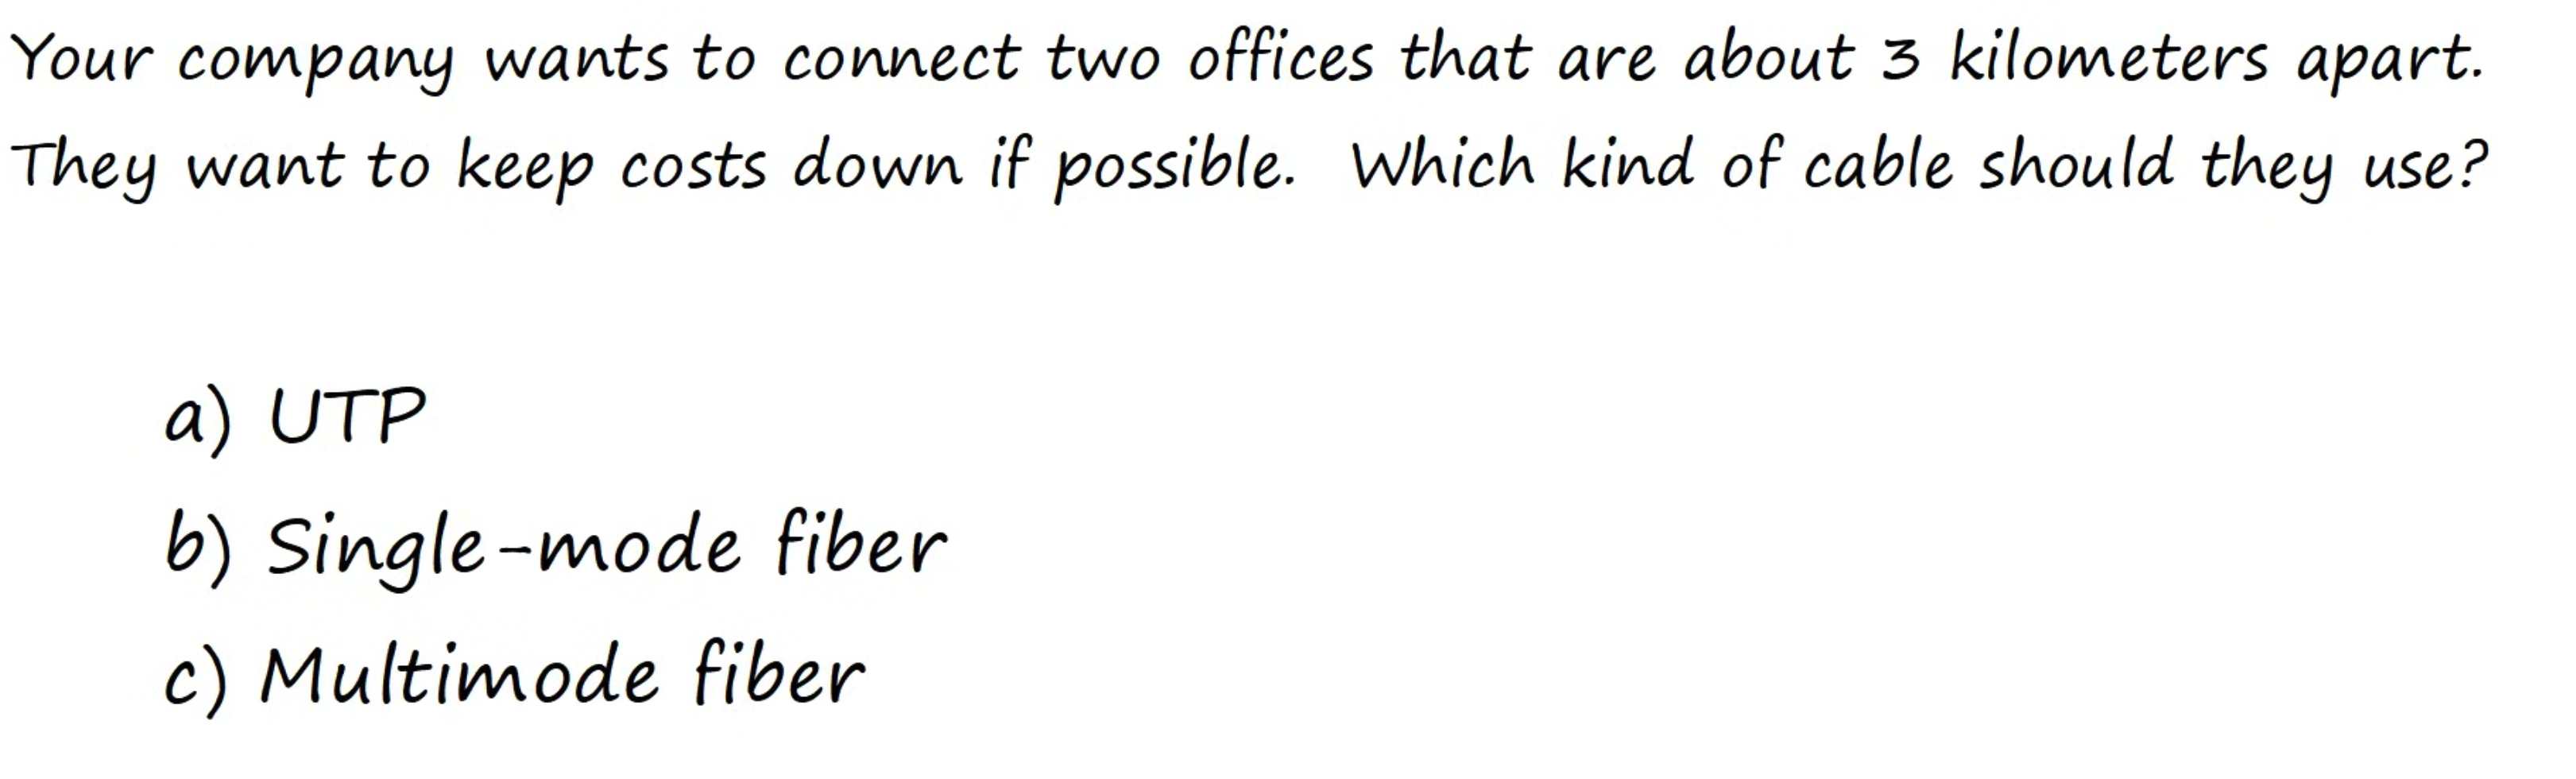 Your company wants to connect two offices that are about 3 kilometers apart.
They want to keep costs down if possible. Which kind of cable should they use?
a) UTP
b) Single-mode fiber
c) Multimode fiber